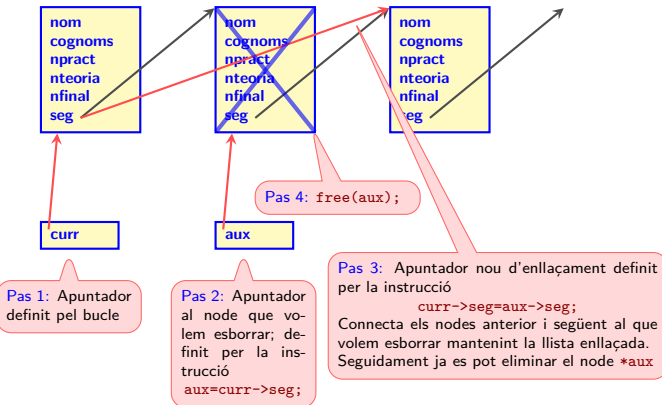 nom
cognoms
npract
nteoria
nfinal
seg
nom
cognoms
npract
nteoria
nfinal
seg
nom
cognoms
npract
nteoria
nfinal
seg
Pas 4: free(aux);
curr
aux
Pas 1: Apuntador
definit pel bucle
Pas 2: Apuntador
al node que vo-
lem esborrar; de-
finit per la ins-
trucció
aux=curr->seg;
Pas 3: Apuntador nou d'enllaçament definit
per la instrucció
curr->seg=aux->seg;
Connecta els nodes anterior i següent al que
volem esborrar mantenint la llista enllaçada.
Seguidament ja es pot eliminar el node *aux